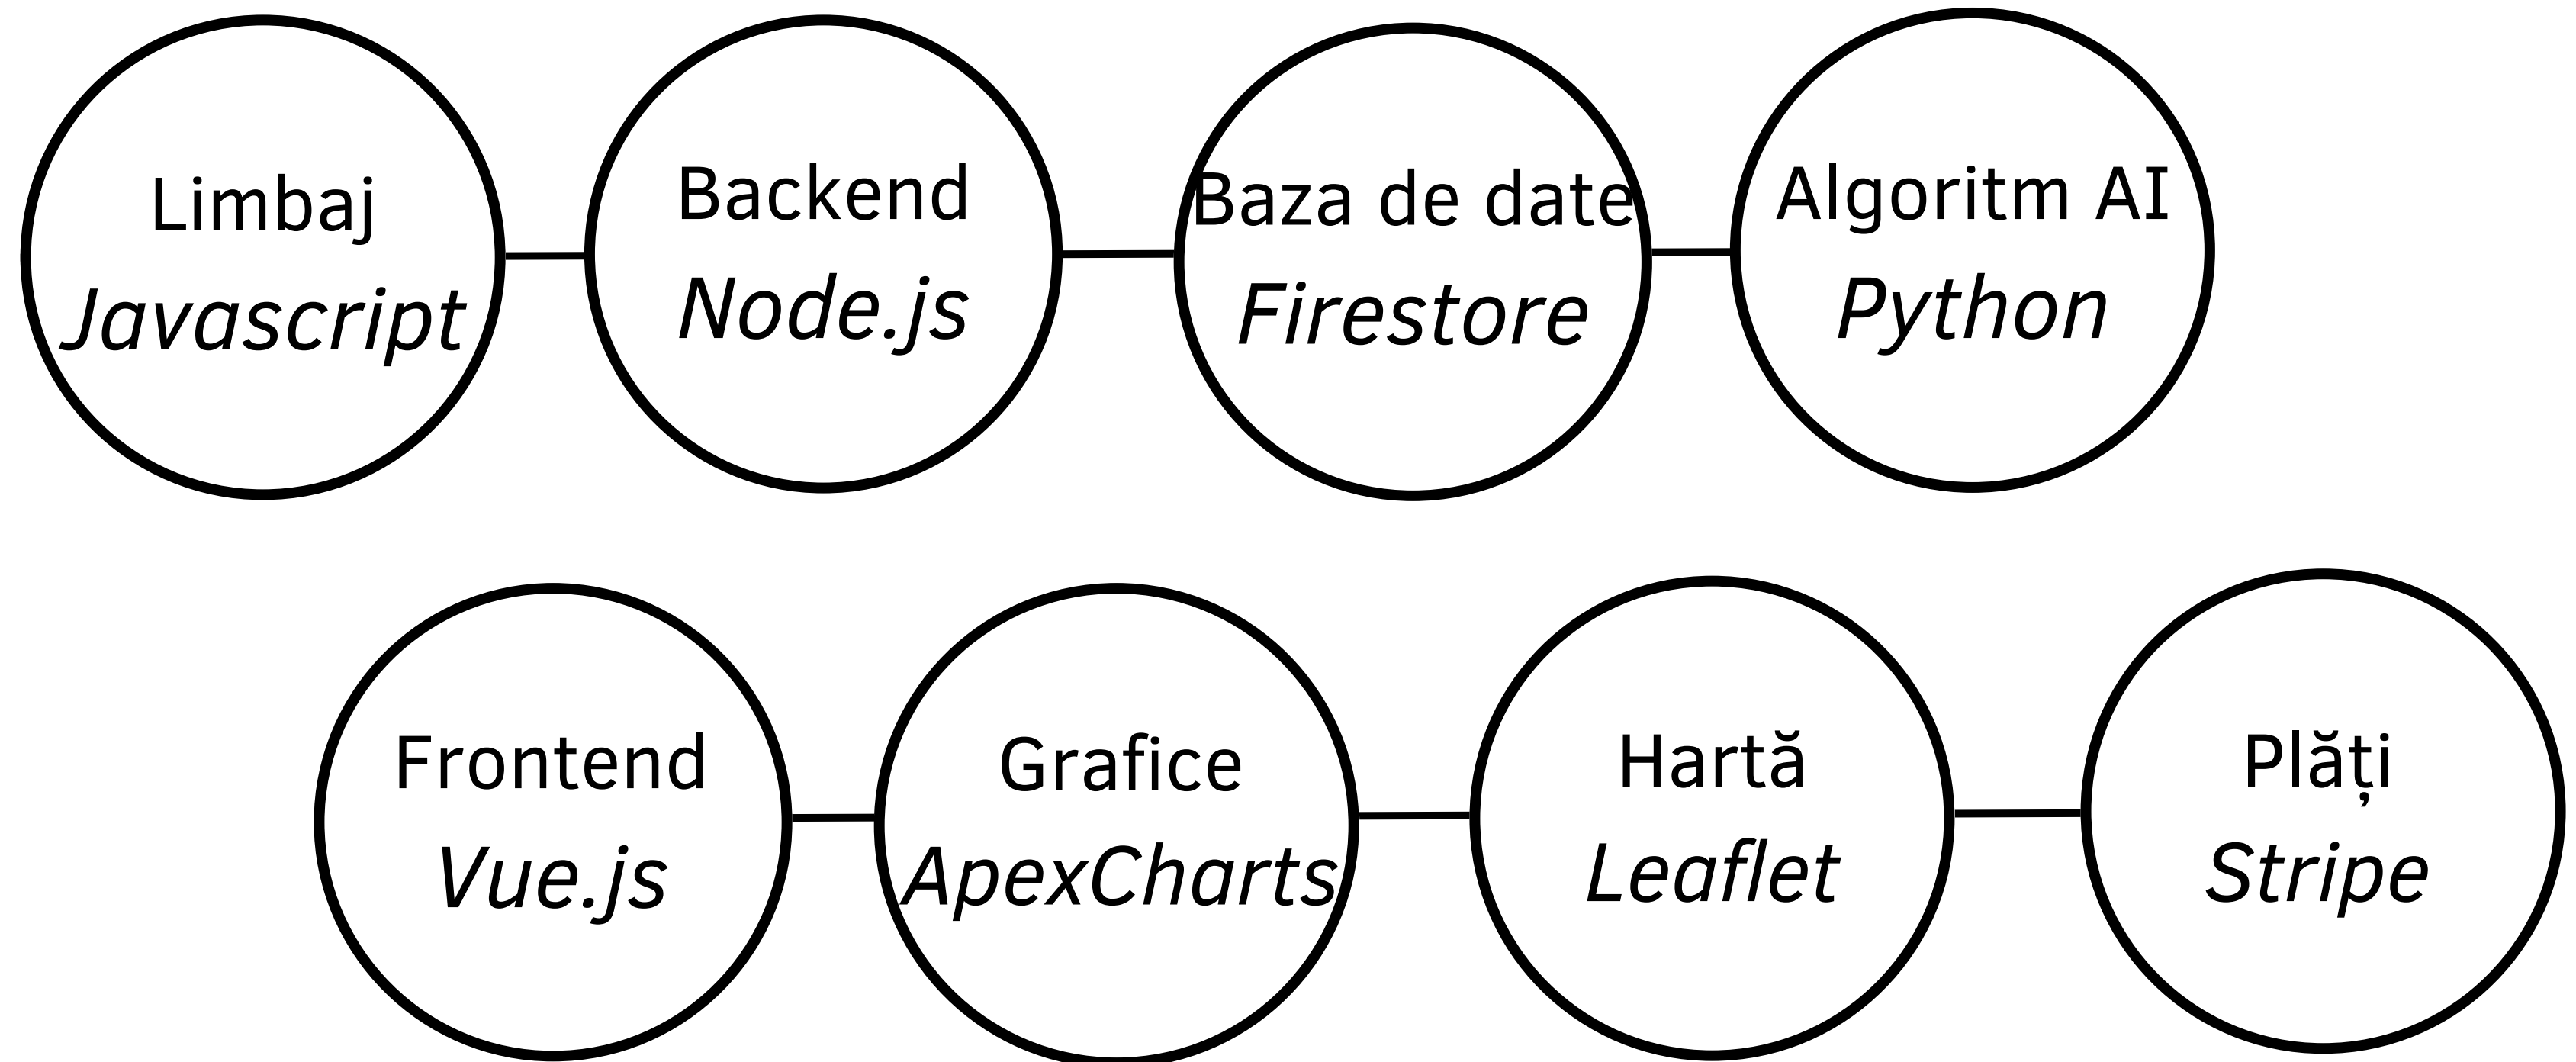 Limbaj
Javascript
Backend
Node.js
Baza de date
Firestore
Algoritm AI
Python
Frontend
Vue.js
Grafice
ApexCharts
Hartă
Leaflet
Plăți
Stripe